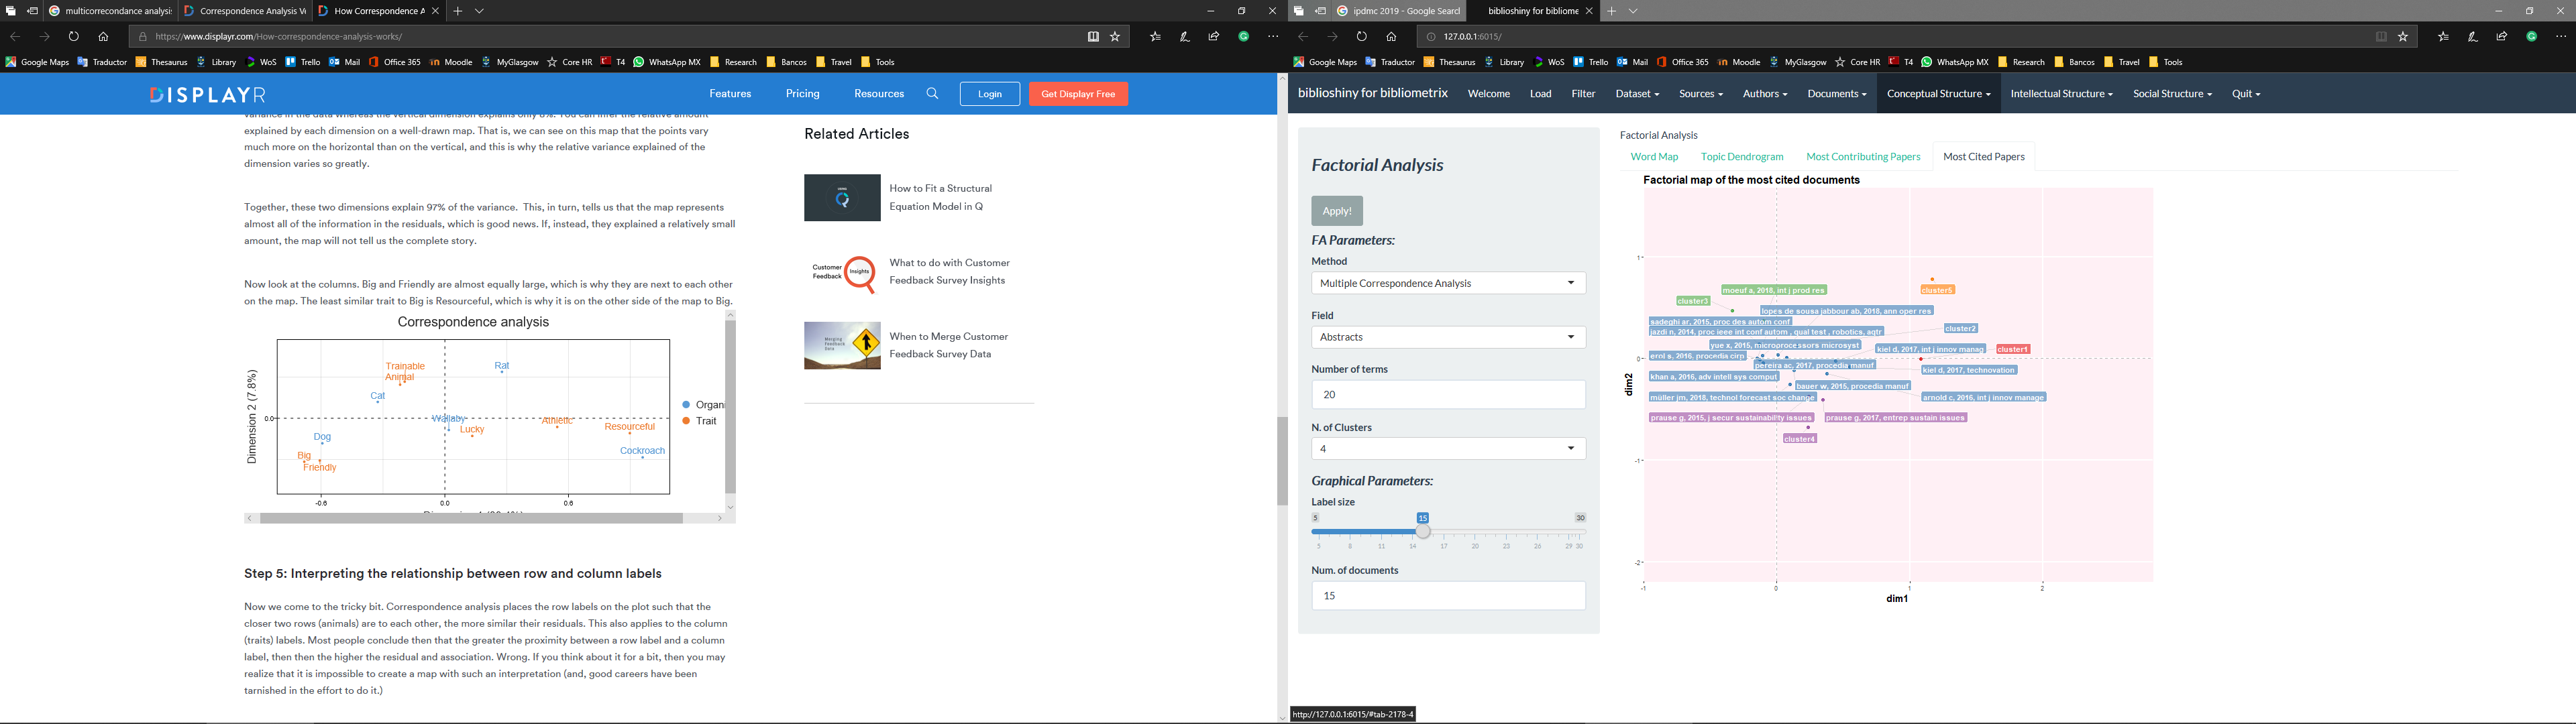 multicorrecondance analysis
Correspondence Analysis V
How Correspondence A
https://www.displayr.com/How-correspondence-analysis-works/
Google Maps Traductor Thesaurus Library WoS Trello Mail Office 365 Moodle MyGlasgow Core HR T4 WhatsApp MX Research Bancos Travel Tools
DISPLAYR Features Pricing Resources Login Get Displayr Free
explained by each dimension on a well-drawn map. That is, we can see on this map that the points vary
much more on the horizontal than on the vertical, and this is why the relative variance explained of the
dimension varies so greatly.
Together, these two dimensions explain 97% of the variance. This, in turn, tells us that the map represents
almost all of the information in the residuals, which is good news. If, instead, they explained a relatively small
amount, the map will not tell us the complete story.
Now look at the columns. Big and Friendly are almost equally large, which is why they are next to each other
on the map. The least similar trait to Big is Resourceful, which is why it is on the other side of the map to Big.
Correspondence analysis
Dimension 2 (7.8%)
Trainable
Animal
Rat
Cat
0.0
Wallaby
Athletic
Lucky
Resourceful
Dog
Cockroach
Big
Friendly
-0.6 0.0 0.6
Organi
Trait
Step 5: Interpreting the relationship between row and column labels
Now we come to the tricky bit. Correspondence analysis places the row labels on the plot such that the
closer two rows (animals) are to each other, the more similar their residuals. This also applies to the column
(traits) labels. Most people conclude then that the greater the proximity between a row label and a column
label, then then the higher the residual and association. Wrong. If you think about it for a bit, then you may
realize that it is impossible to create a map with such an interpretation (and, good careers have been
tarnished in the effort to do it.)
Related Articles
How to Fit a Structural
Equation Model in Q
Customer
Feedback
Insights
What to do with Customer
Feedback Survey Insights
Merging
Feedback
Data
When to Merge Customer
Feedback Survey Data
ipdmc 2019 - Google Searcl
biblioshiny for bibliome
127.0.0.1:6015/
Google Maps Traductor Thesaurus Library WoS Trello Mail Office 365 Moodle MyGlasgow Core HR T4 WhatsApp MX Research Bancos Travel Tools
biblioshiny for bibliometrix Welcome Load Filter Dataset Sources Authors Documents Conceptual Structure Intellectual Structure Social Structure Quit
Factorial Analysis
Apply!
FA Parameters:
Method
Multiple Correspondence Analysis
Field
Abstracts
Number of terms
20
N. of Clusters
4
Graphical Parameters:
Label size
5 15 30
5 8 11 14 17 20 23 26 29 30
Num. of documents
15
Factorial Analysis
Word Map Topic Dendrogram Most Contributing Papers Most Cited Papers
Factorial map of the most cited documents
cluster5
moeuf a, 2018, int j prod res
cluster3
lopes de sousa jabbour ab, 2018, ann oper res
sadeghi ar, 2015, proc des autom conf
jazdi n, 2014, proc ieee int conf autom , qual test , robotics, aqtr
cluster2
yue x, 2015, microprocessors microsyst
kiel d, 2017, int j innov manag
cluster1
erol s, 2016, procedia cirp
pereira ac, 2017, procedia manuf
kiel d, 2017, technovation
khan a, 2016, adv intell sys comput
bauer w, 2015, procedia manuf
müller jm, 2018, technol forecast soc change
arnold c, 2016, int j innov manage
prause g, 2015, j secur sustainability issues
prause g, 2017, entrep sustain issues
cluster4
1
0
-1
-2
dim2
-1 0 1 2
dim1
http://127.0.0.1:6015/#tab-2178-4